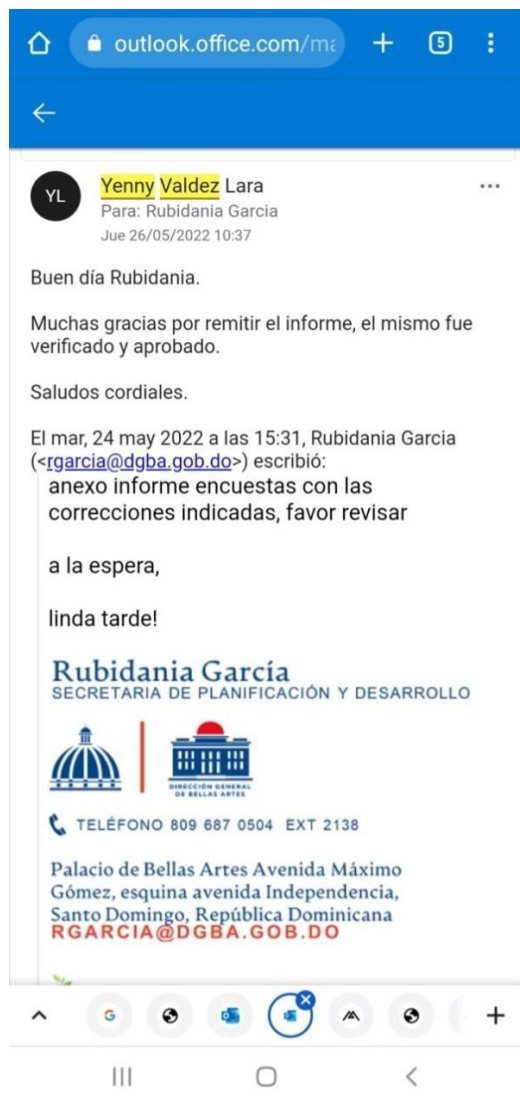 outlook.office.com/ma
5
YL
Yenny Valdez Lara
Para: Rubidania Garcia
Jue 26/05/2022 10:37
Buen día Rubidania.
Muchas gracias por remitir el informe, el mismo fue
verificado y aprobado.
Saludos cordiales.
El mar, 24 may 2022 a las 15:31, Rubidania Garcia
(<rgarcia@dgba.gob.do>) escribió:
anexo informe encuestas con las
correcciones indicadas, favor revisar
a la espera,
linda tarde!
Rubidania García
SECRETARIA DE PLANIFICACIÓN Y DESARROLLO
DIRECCIÓN GENERAL
DE BELLAS ARTES
TELÉFONO 809 687 0504 EXT 2138
Palacio de Bellas Artes Avenida Máximo
Gómez, esquina avenida Independencia,
Santo Domingo, República Dominicana
RGARCIA@DGBA.GOB.DO